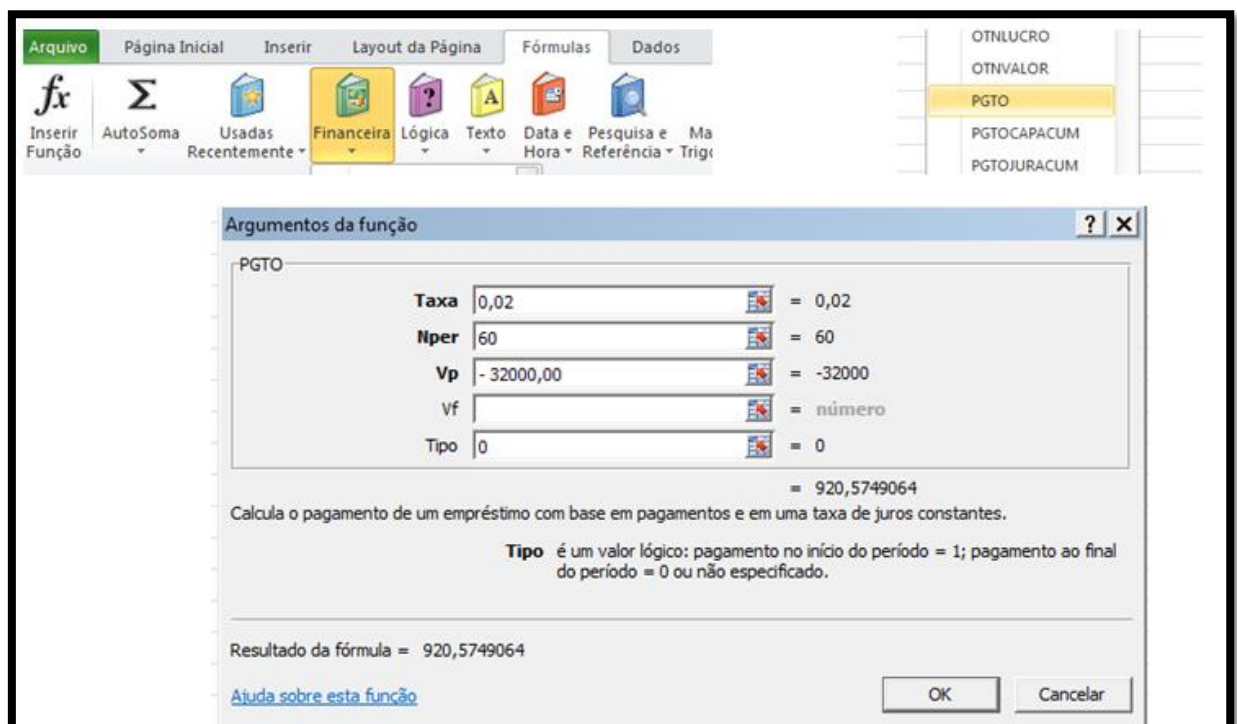 Arquivo Página Inicial Inserir Layout da Página Fórmulas Dados
fx Σ
Inserir Função AutoSoma Usadas Recentemente Financeira Lógica Texto Data e Hora Pesquisa e Referência Ma Trigo
OTNLUCRO
OTNVALOR
PGTO
PGTOCAPACUM
PGTOJURACUM
Argumentos da função ? X
PGTO
Taxa 0,02 = 0,02
Nper 60 = 60
Vp - 32000,00 = -32000
Vf = número
Tipo 0 = 0
= 920,5749064
Calcula o pagamento de um empréstimo com base em pagamentos e em uma taxa de juros constantes.
Tipo é um valor lógico: pagamento no início do período = 1; pagamento ao final
do período = 0 ou não especificado.
Resultado da fórmula = 920,5749064
Ajuda sobre esta função OK Cancelar